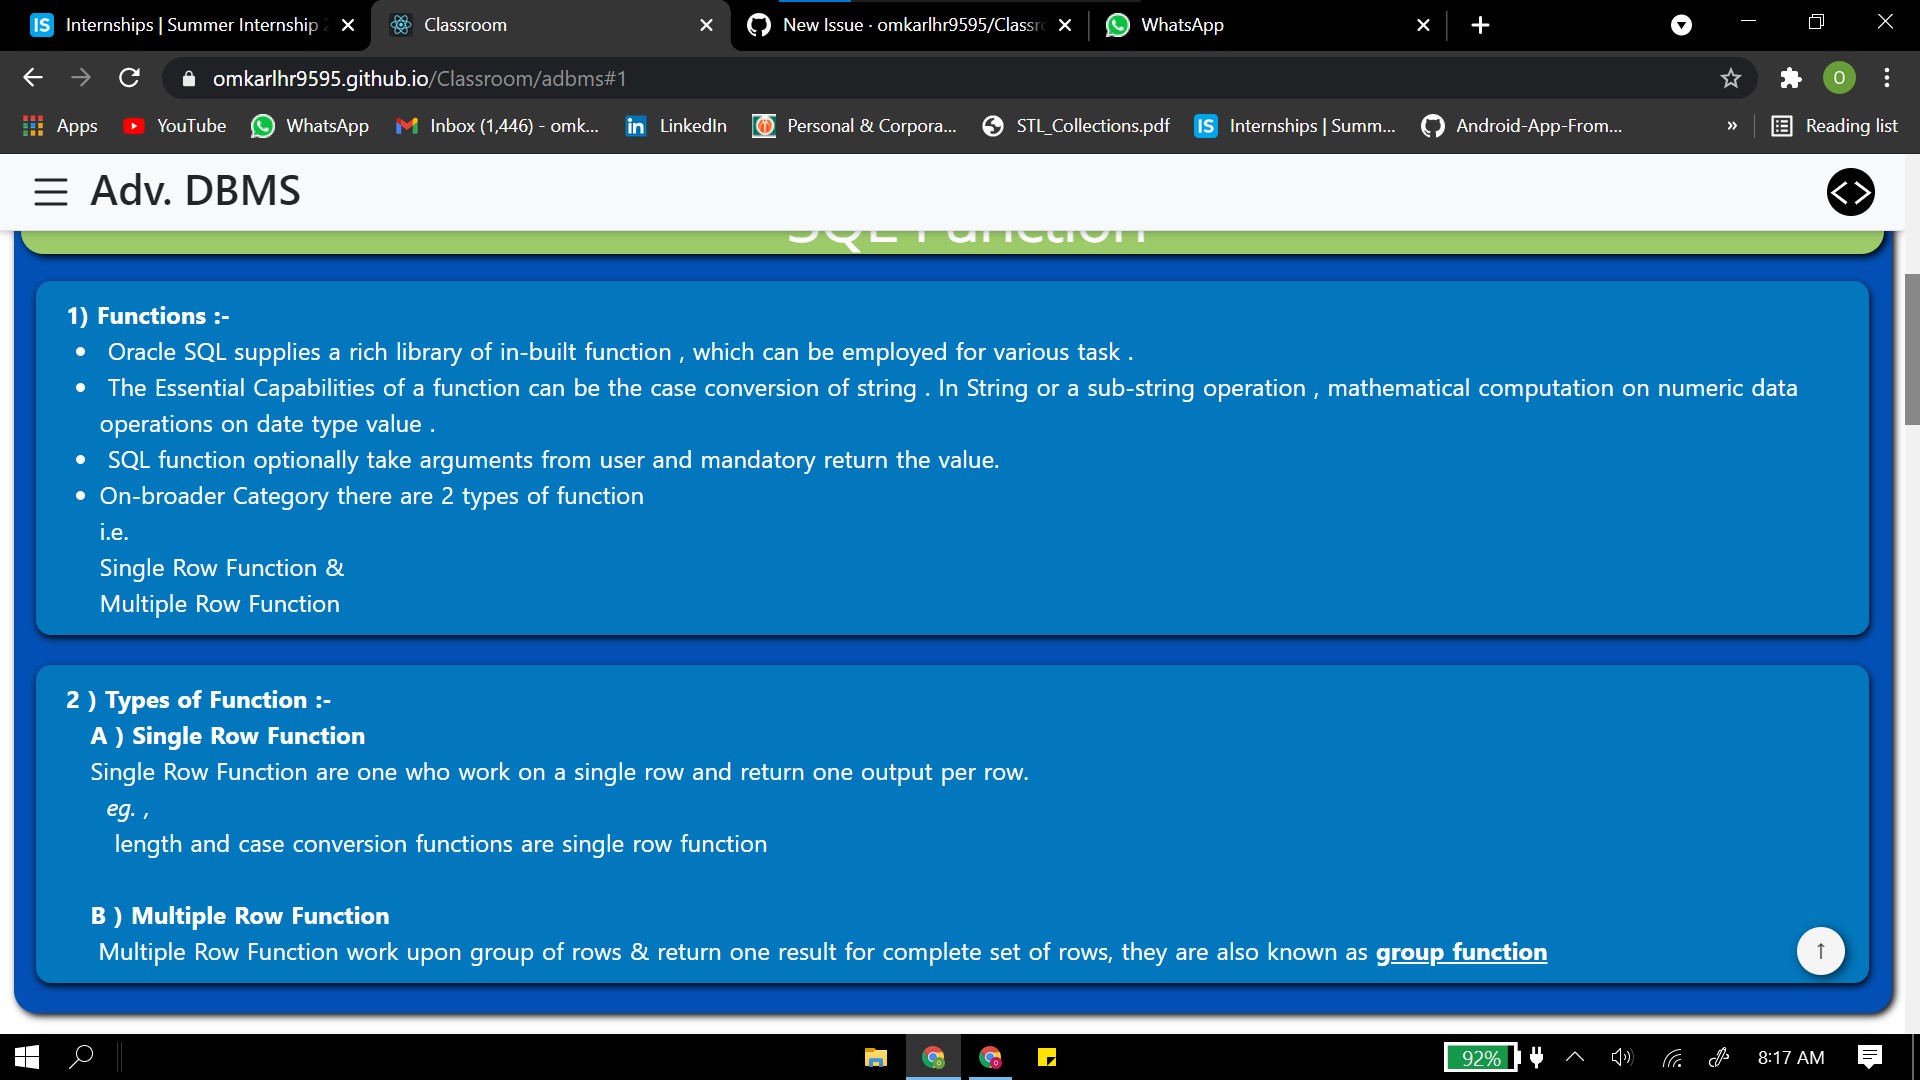 Internships | Summer Internship
Classroom
New Issue · omkarlhr9595/Classr
WhatsApp
omkarlhr9595.github.io/Classroom/adbms#1
O
Apps
YouTube
WhatsApp
Inbox (1,446) - omk...
LinkedIn
Personal & Corpora...
STL_Collections.pdf
Internships | Summ...
Android-App-From...
»
Reading list
Adv. DBMS
SQL Function
1) Functions :-
• Oracle SQL supplies a rich library of in-built function , which can be employed for various task .
• The Essential Capabilities of a function can be the case conversion of string . In String or a sub-string operation , mathematical computation on numeric data
operations on date type value .
• SQL function optionally take arguments from user and mandatory return the value.
• On-broader Category there are 2 types of function
i.e.
Single Row Function &
Multiple Row Function
2 ) Types of Function :-
A ) Single Row Function
Single Row Function are one who work on a single row and return one output per row.
eg. ,
length and case conversion functions are single row function
B ) Multiple Row Function
Multiple Row Function work upon group of rows & return one result for complete set of rows, they are also known as group function
↑
92%
8:17 AM